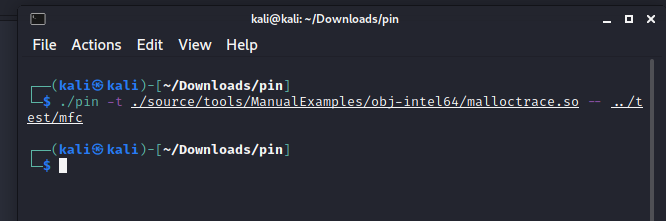 kali@kali: ~/Downloads/pin
File Actions Edit View Help
┌──(kali㉿kali)-[~/Downloads/pin]
└─$ ./pin -t ./source/tools/ManualExamples/obj-intel64/malloctrace.so -- ../t
est/mfc
┌──(kali㉿kali)-[~/Downloads/pin]
└─$